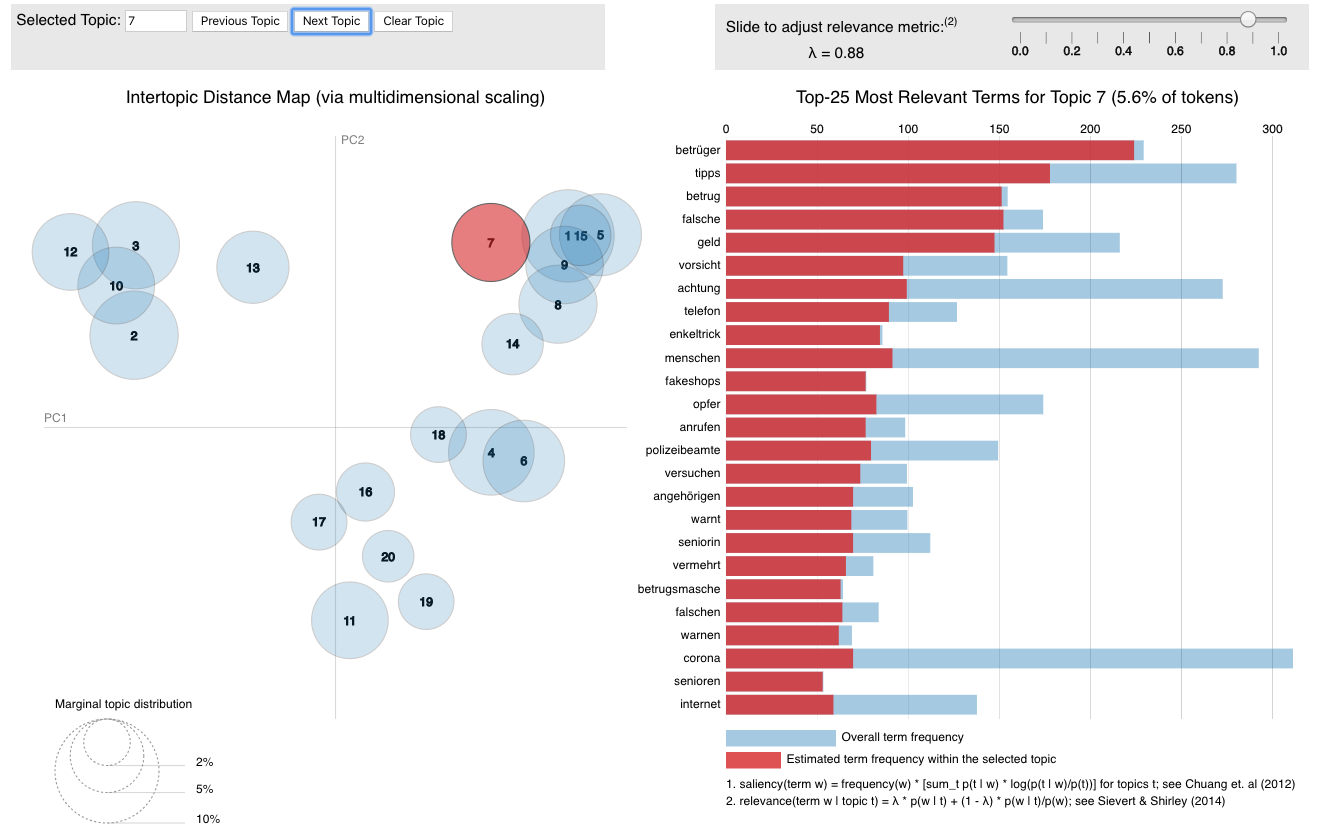 Selected Topic: 7 Previous Topic Next Topic Clear Topic
Slide to adjust relevance metric:(2)
λ = 0.88
0.0 0.2 0.4 0.6 0.8 1.0
Intertopic Distance Map (via multidimensional scaling)
PC2
PC1
12
3
10
2
13
7
1
15
5
9
8
14
18
4
6
16
17
20
19
11
Marginal topic distribution
2%
5%
10%
Top-25 Most Relevant Terms for Topic 7 (5.6% of tokens)
0 50 100 150 200 250 300
betrüger
tipps
betrug
falsche
geld
vorsicht
achtung
telefon
enkeltrick
menschen
fakeshops
opfer
anrufen
polizeibeamte
versuchen
angehörigen
warnt
seniorin
vermehrt
betrugsmasche
falschen
warnen
corona
senioren
internet
Overall term frequency
Estimated term frequency within the selected topic
1. saliency(term w) = frequency(w) * [sum_t p(t | w) * log(p(t | w)/p(t))] for topics t; see Chuang et. al (2012)
2. relevance(term w | topic t) = λ * p(w | t) + (1 - λ) * p(w | t)/p(w); see Sievert & Shirley (2014)